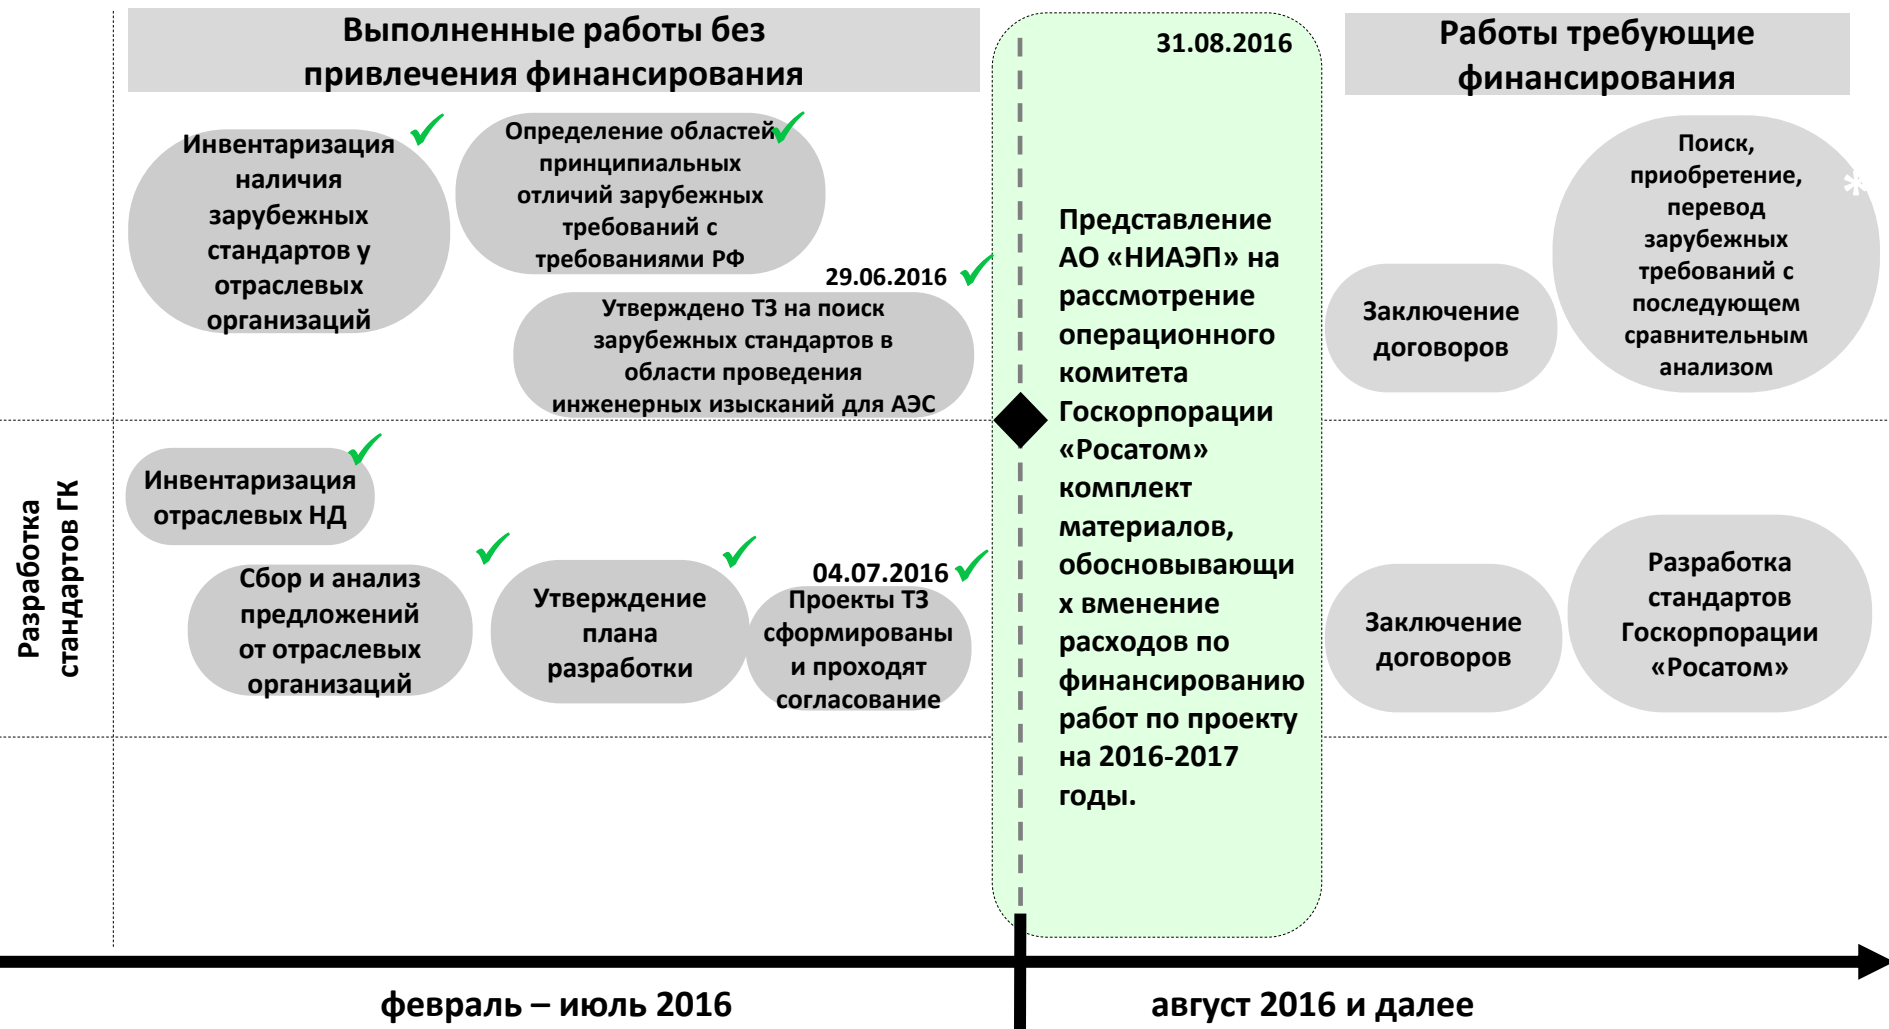 Выполненные работы без
привлечения финансирования
31.08.2016
Работы требующие
финансирования
Инвентаризация
наличия
зарубежных
стандартов у
отраслевых
организаций
Определение областей
принципиальных
отличий зарубежных
требований с
требованиями РФ
29.06.2016
Утверждено ТЗ на поиск
зарубежных стандартов в
области проведения
инженерных изысканий для АЭС
Представление
АО «НИАЭП» на
рассмотрение
операционного
комитета
Госкорпорации
«Росатом»
комплект
материалов,
обосновывающи
х вменение
расходов по
финансированию
работ по проекту
на 2016-2017
годы.
Заключение
договоров
Поиск,
приобретение,
перевод
зарубежных
требований с
последующем
сравнительным
анализом
*
Разработка
стандартов ГК
Инвентаризация
отраслевых НД
Сбор и анализ
предложений
от отраслевых
организаций
Утверждение
плана
разработки
04.07.2016
Проекты ТЗ
сформированы
и проходят
согласование
Заключение
договоров
Разработка
стандартов
Госкорпорации
«Росатом»
февраль – июль 2016
август 2016 и далее